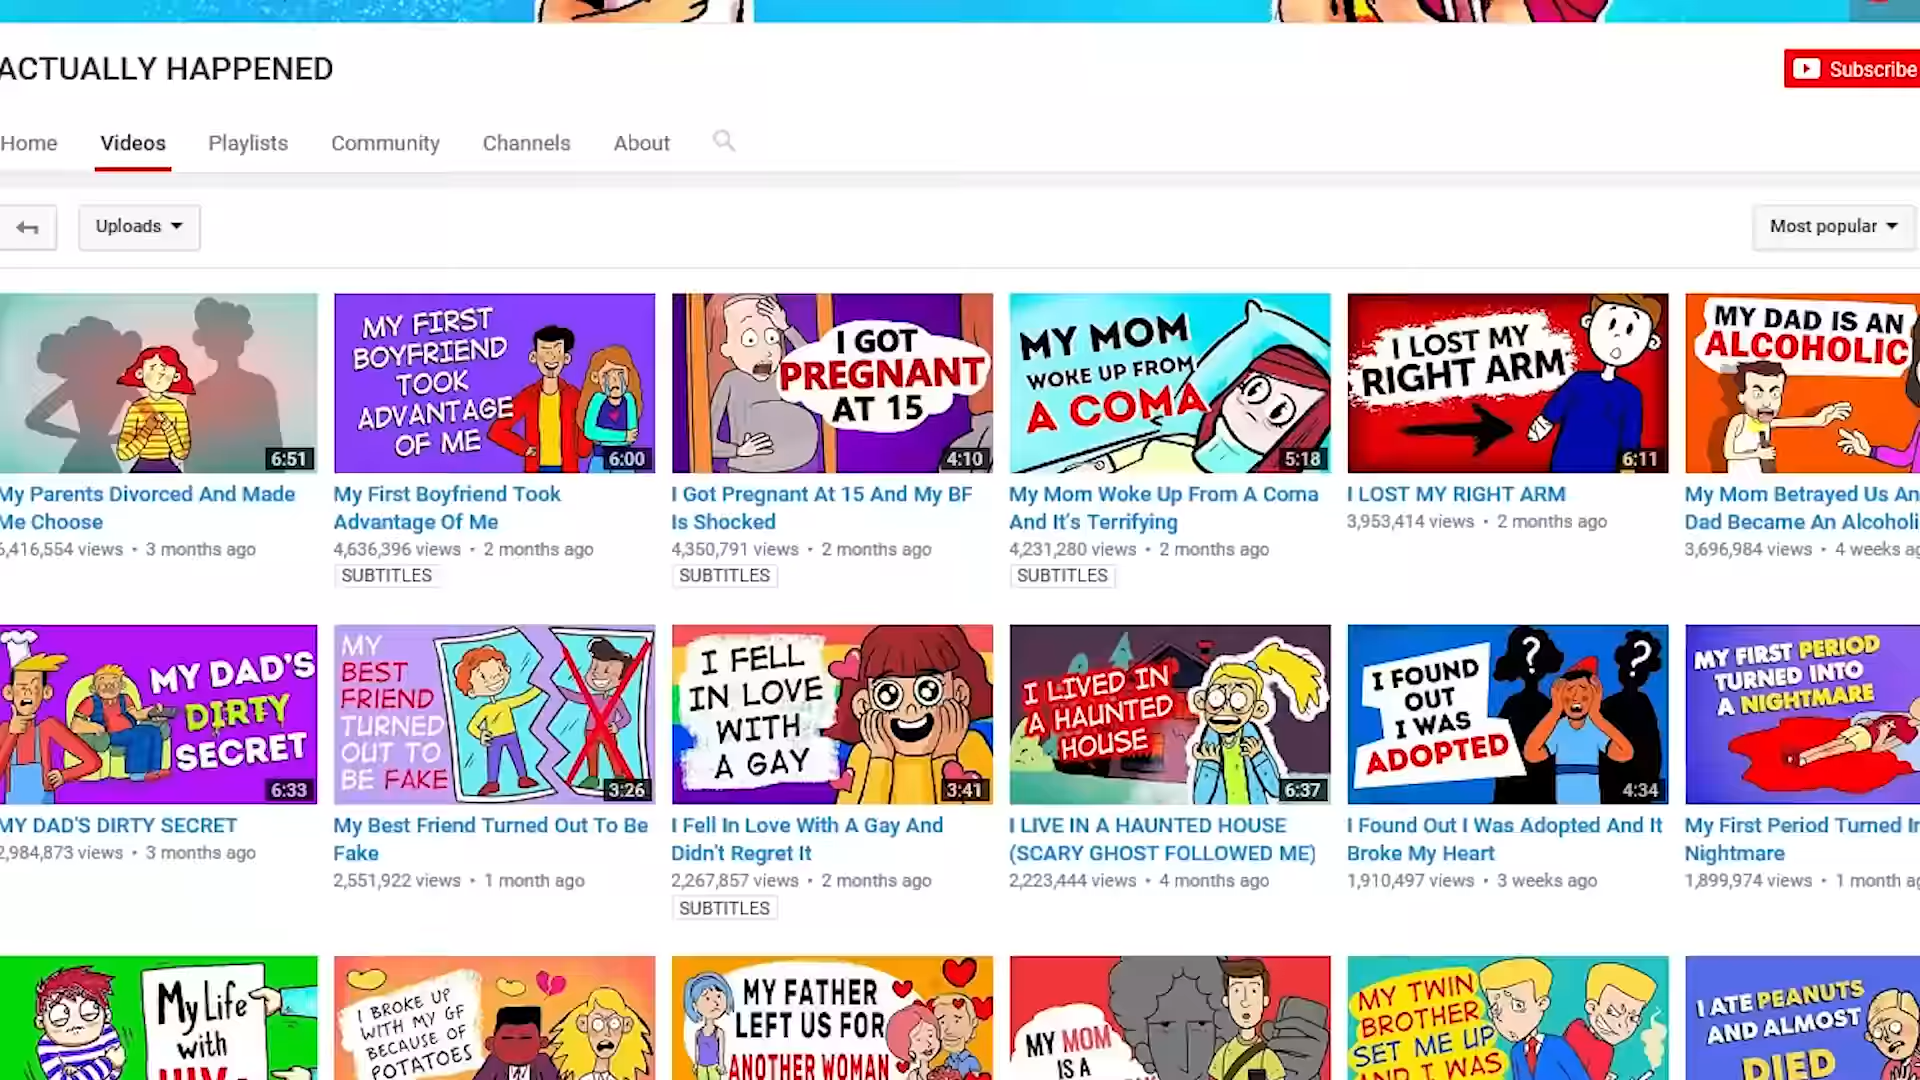 ACTUALLY HAPPENED
Subscribe
Home Videos Playlists Community Channels About
Uploads
Most popular
6:51
MY FIRST
BOYFRIEND
TOOK
ADVANTAGE
OF ME
6:00
I GOT
PREGNANT
AT 15
4:10
MY MOM
WOKE UP FROM
A COMA
5:18
I LOST MY
RIGHT ARM
6:11
MY DAD IS AN
ALCOHOLIC
My Parents Divorced And Made
Me Choose
6,416,554 views • 3 months ago
My First Boyfriend Took
Advantage Of Me
4,636,396 views • 2 months ago
SUBTITLES
I Got Pregnant At 15 And My BF
Is Shocked
4,350,791 views • 2 months ago
SUBTITLES
My Mom Woke Up From A Coma
And It's Terrifying
4,231,280 views • 2 months ago
SUBTITLES
I LOST MY RIGHT ARM
3,953,414 views • 2 months ago
My Mom Betrayed Us An
Dad Became An Alcoholi
3,696,984 views • 4 weeks ag
MY DAD'S
DIRTY
SECRET
6:33
MY
BEST
FRIEND
TURNED
OUT TO
BE FAKE
3:26
I FELL
IN LOVE
WITH
A GAY
3:41
I LIVED IN
A HAUNTED
HOUSE
6:37
I FOUND
OUT
I WAS
ADOPTED
? ?
4:34
MY FIRST PERIOD
TURNED INTO
A NIGHTMARE
MY DAD'S DIRTY SECRET
2,984,873 views • 3 months ago
My Best Friend Turned Out To Be
Fake
2,551,922 views • 1 month ago
I Fell In Love With A Gay And
Didn't Regret It
2,267,857 views • 2 months ago
SUBTITLES
I LIVE IN A HAUNTED HOUSE
(SCARY GHOST FOLLOWED ME)
2,223,444 views • 4 months ago
I Found Out I Was Adopted And It
Broke My Heart
1,910,497 views • 3 weeks ago
My First Period Turned In
Nightmare
1,899,974 views • 1 month ag
My Life
with
HIV
I BROKE UP
WITH MY GF
BECAUSE OF
POTATOES
MY FATHER
LEFT US FOR
ANOTHER WOMAN
MY MOM
IS A
MY TWIN
BROTHER
SET ME UP
AND I WAS
I ATE PEANUTS
AND ALMOST
DIED